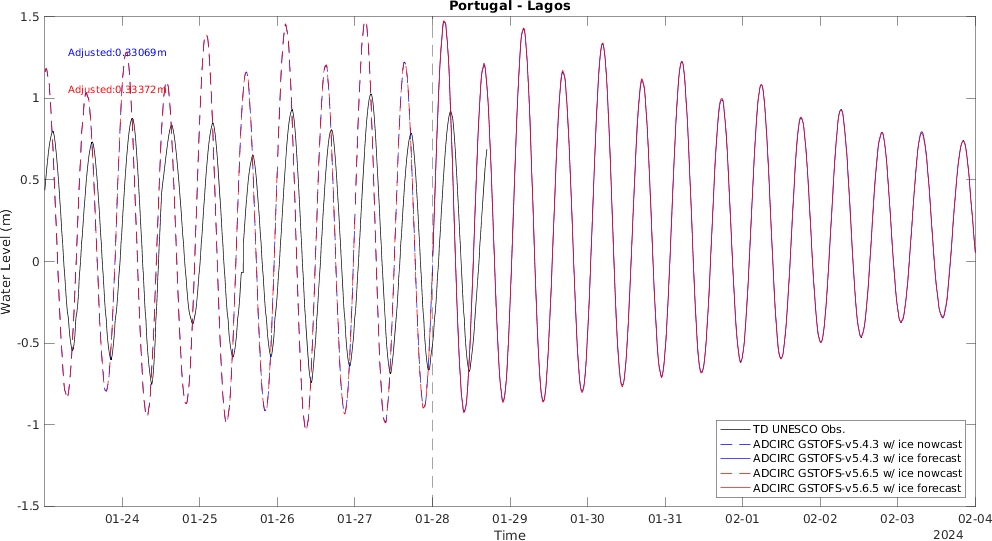 Portugal - Lagos
1.5
Adjusted:0.33069m
Adjusted:0.33372m
1
0.5
0
-0.5
-1
-1.5
Water Level (m)
TD UNESCO Obs.
ADCIRC GSTOFS-v5.4.3 w/ ice nowcast
ADCIRC GSTOFS-v5.4.3 w/ ice forecast
ADCIRC GSTOFS-v5.6.5 w/ ice nowcast
ADCIRC GSTOFS-v5.6.5 w/ ice forecast
01-24 01-25 01-26 01-27 01-28 01-29 01-30 01-31 02-01 02-02 02-03 02-04
Time
2024